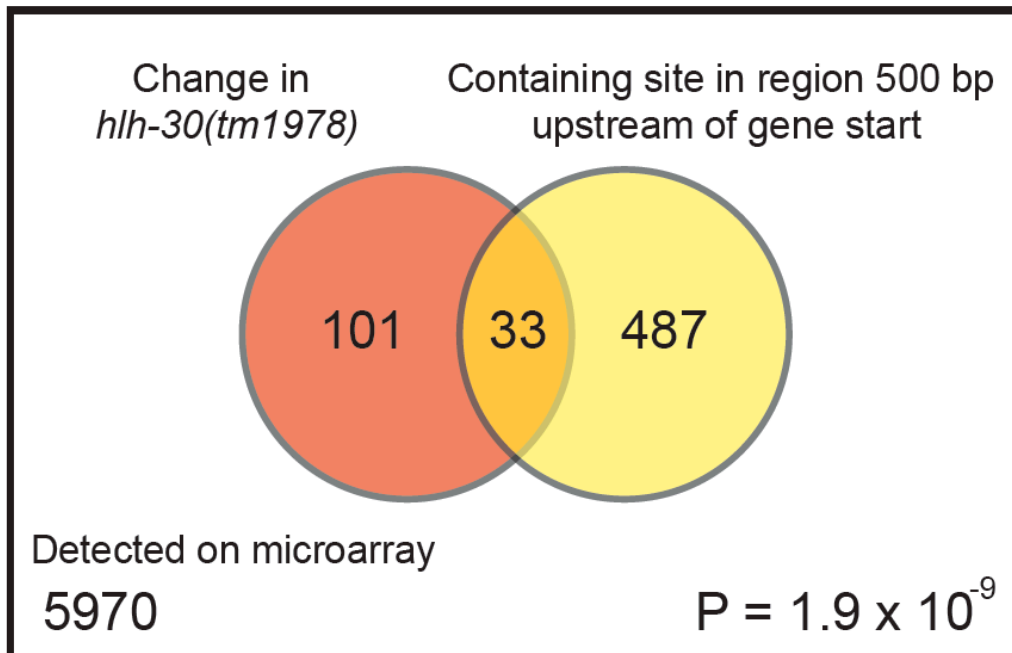 Change in
hlh-30(tm1978)
Containing site in region 500 bp
upstream of gene start
101
33
487
Detected on microarray
5970
P = 1.9 x 10⁻⁹